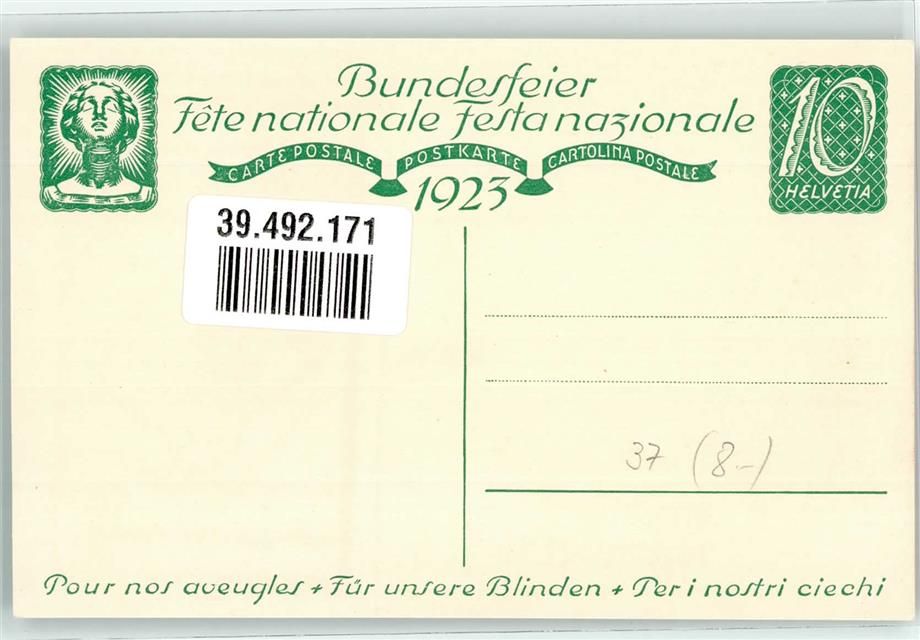 Bundesfeier
Fête nationale Festa nazionale
CARTE POSTALE POSTKARTE CARTOLINA POSTALE
1923
10
HELVETIA
39.492.171
37 (8.-)
Pour nos aveugles + Für unsere Blinden + Per i nostri ciechi